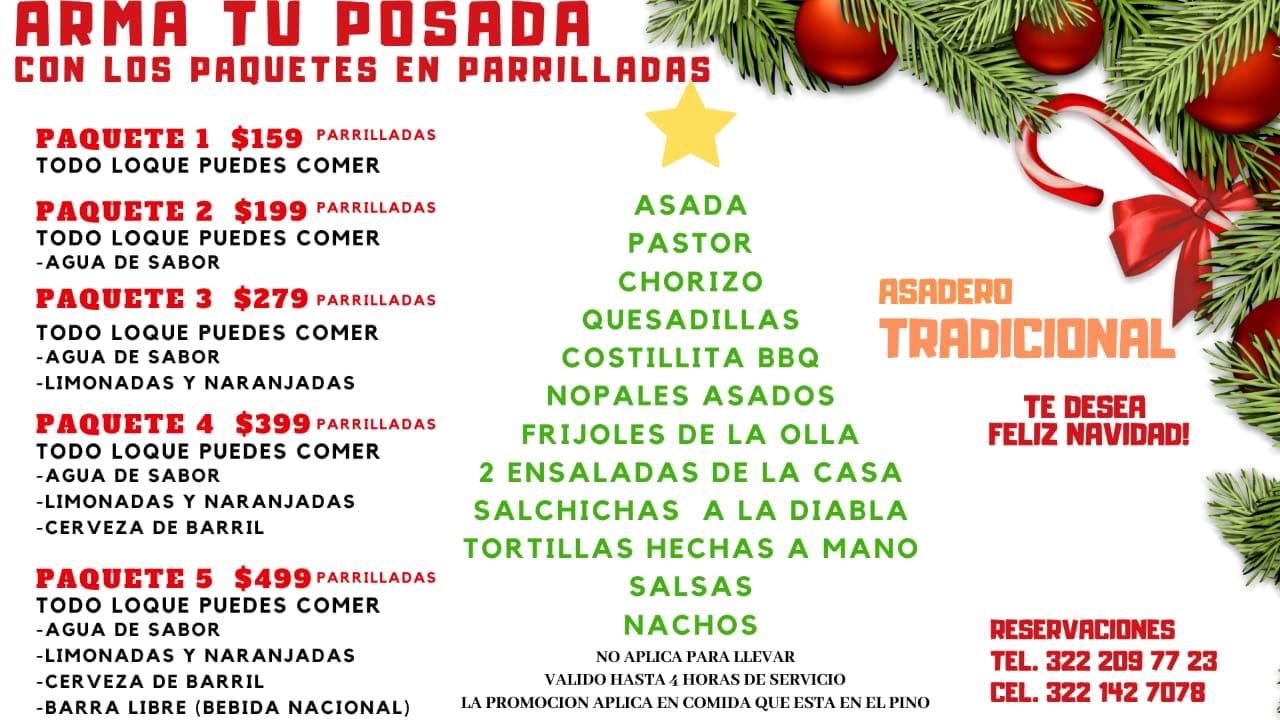 ARMA TU POSADA
CON LOS PAQUETES EN PARRILLADAS
PAQUETE 1 $159 PARRILLADAS
TODO LOQUE PUEDES COMER
PAQUETE 2 $199 PARRILLADAS
TODO LOQUE PUEDES COMER
-AGUA DE SABOR
PAQUETE 3 $279 PARRILLADAS
TODO LOQUE PUEDES COMER
-AGUA DE SABOR
-LIMONADAS Y NARANJADAS
PAQUETE 4 $399 PARRILLADAS
TODO LOQUE PUEDES COMER
-AGUA DE SABOR
-LIMONADAS Y NARANJADAS
-CERVEZA DE BARRIL
PAQUETE 5 $499 PARRILLADAS
TODO LOQUE PUEDES COMER
-AGUA DE SABOR
-LIMONADAS Y NARANJADAS
-CERVEZA DE BARRIL
-BARRA LIBRE (BEBIDA NACIONAL)
ASADA
PASTOR
CHORIZO
QUESADILLAS
COSTILLITA BBQ
NOPALES ASADOS
FRIJOLES DE LA OLLA
2 ENSALADAS DE LA CASA
SALCHICHAS A LA DIABLA
TORTILLAS HECHAS A MANO
SALSAS
NACHOS
NO APLICA PARA LLEVAR
VALIDO HASTA 4 HORAS DE SERVICIO
LA PROMOCION APLICA EN COMIDA QUE ESTA EN EL PINO
ASADERO
TRADICIONAL
TE DESEA
FELIZ NAVIDAD!
RESERVACIONES
TEL. 322 209 77 23
CEL. 322 142 7078